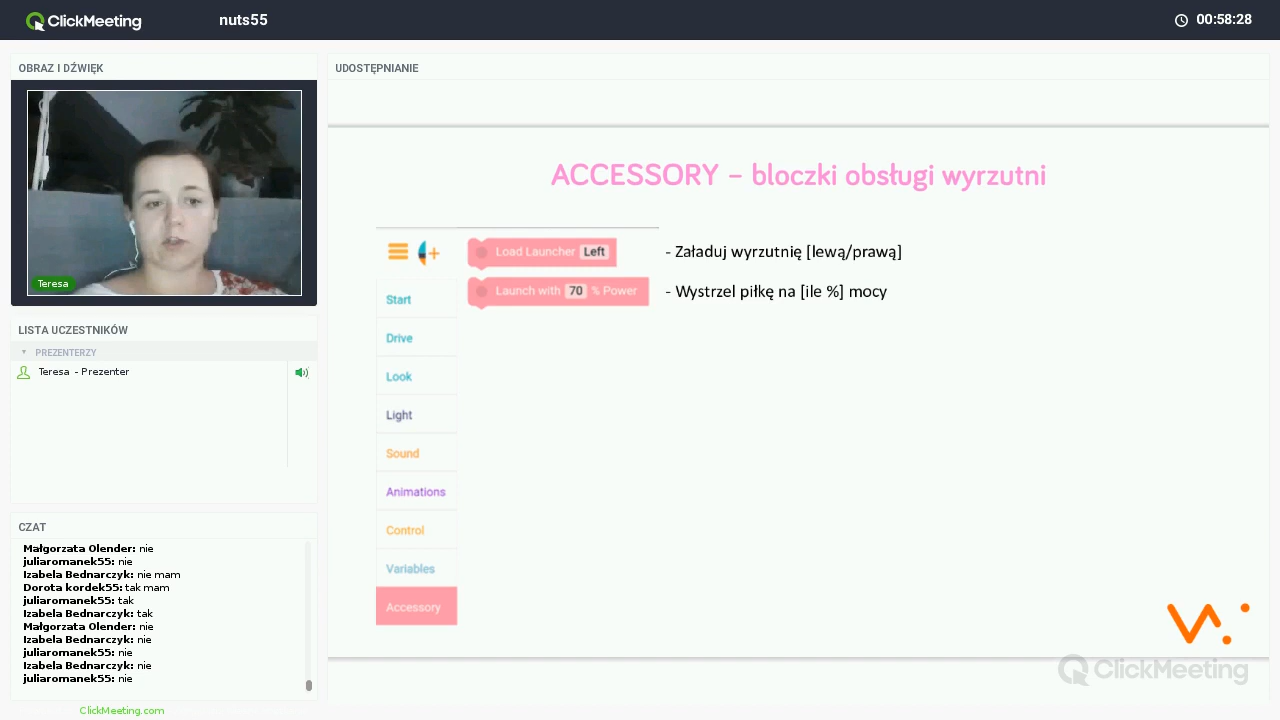 ClickMeeting
nuts55
00:58:28
OBRAZ I DŹWIĘK
Teresa
LISTA UCZESTNIKÓW
PREZENTERZY
Teresa - Prezenter
CZAT
Małgorzata Olender: nie
juliaromanek55: nie
Izabela Bednarczyk: nie mam
Dorota kordek55: tak mam
juliaromanek55: tak
Izabela Bednarczyk: tak
Małgorzata Olender: nie
Izabela Bednarczyk: nie
juliaromanek55: nie
Izabela Bednarczyk: nie
juliaromanek55: nie
ClickMeeting.com
UDOSTĘPNIANIE
ACCESSORY – bloczki obsługi wyrzutni
Load Launcher Left
- Załaduj wyrzutnię [lewą/prawą]
Launch with 70 % Power
- Wystrzel piłkę na [ile %] mocy
Start
Drive
Look
Light
Sound
Animations
Control
Variables
Accessory
ClickMeeting